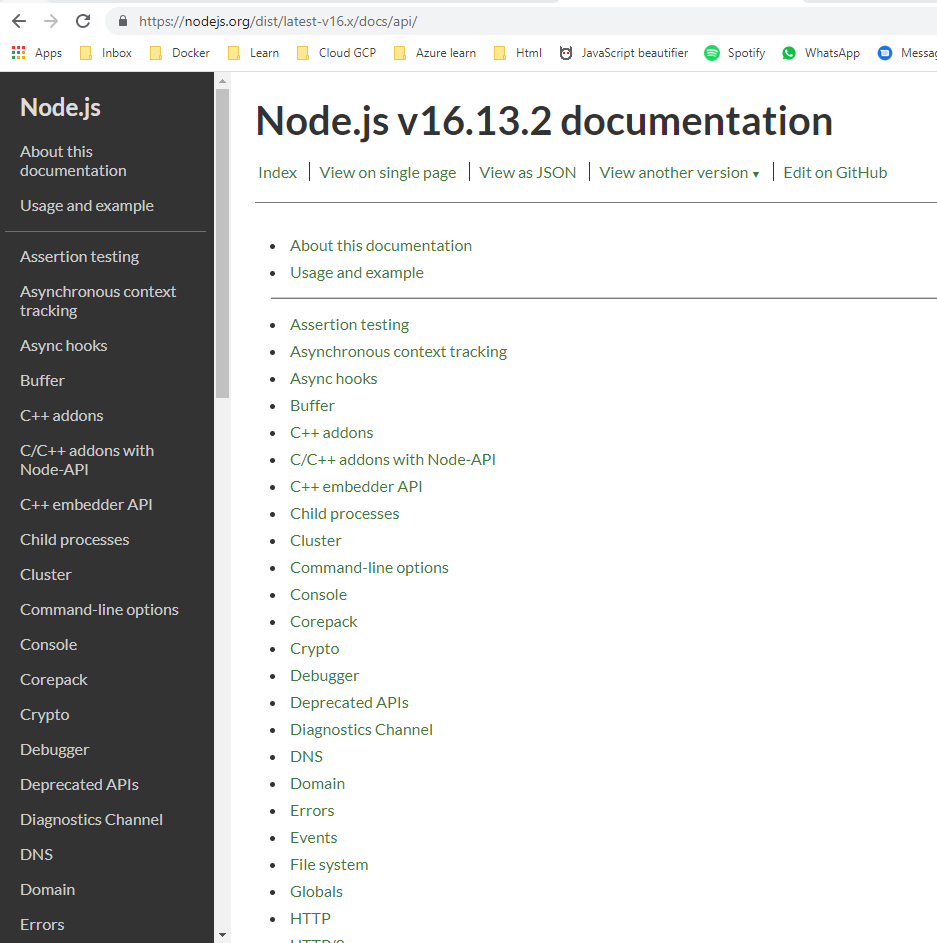 https://nodejs.org/dist/latest-v16.x/docs/api/
Apps Inbox Docker Learn Cloud GCP Azure learn Html JavaScript beautifier Spotify WhatsApp
Node.js
About this
documentation
Usage and example
Assertion testing
Asynchronous context
tracking
Async hooks
Buffer
C++ addons
C/C++ addons with
Node-API
C++ embedder API
Child processes
Cluster
Command-line options
Console
Corepack
Crypto
Debugger
Deprecated APIs
Diagnostics Channel
DNS
Domain
Errors
Node.js v16.13.2 documentation
Index View on single page View as JSON View another version ▼ Edit on GitHub
• About this documentation
• Usage and example
• Assertion testing
• Asynchronous context tracking
• Async hooks
• Buffer
• C++ addons
• C/C++ addons with Node-API
• C++ embedder API
• Child processes
• Cluster
• Command-line options
• Console
• Corepack
• Crypto
• Debugger
• Deprecated APIs
• Diagnostics Channel
• DNS
• Domain
• Errors
• Events
• File system
• Globals
• HTTP